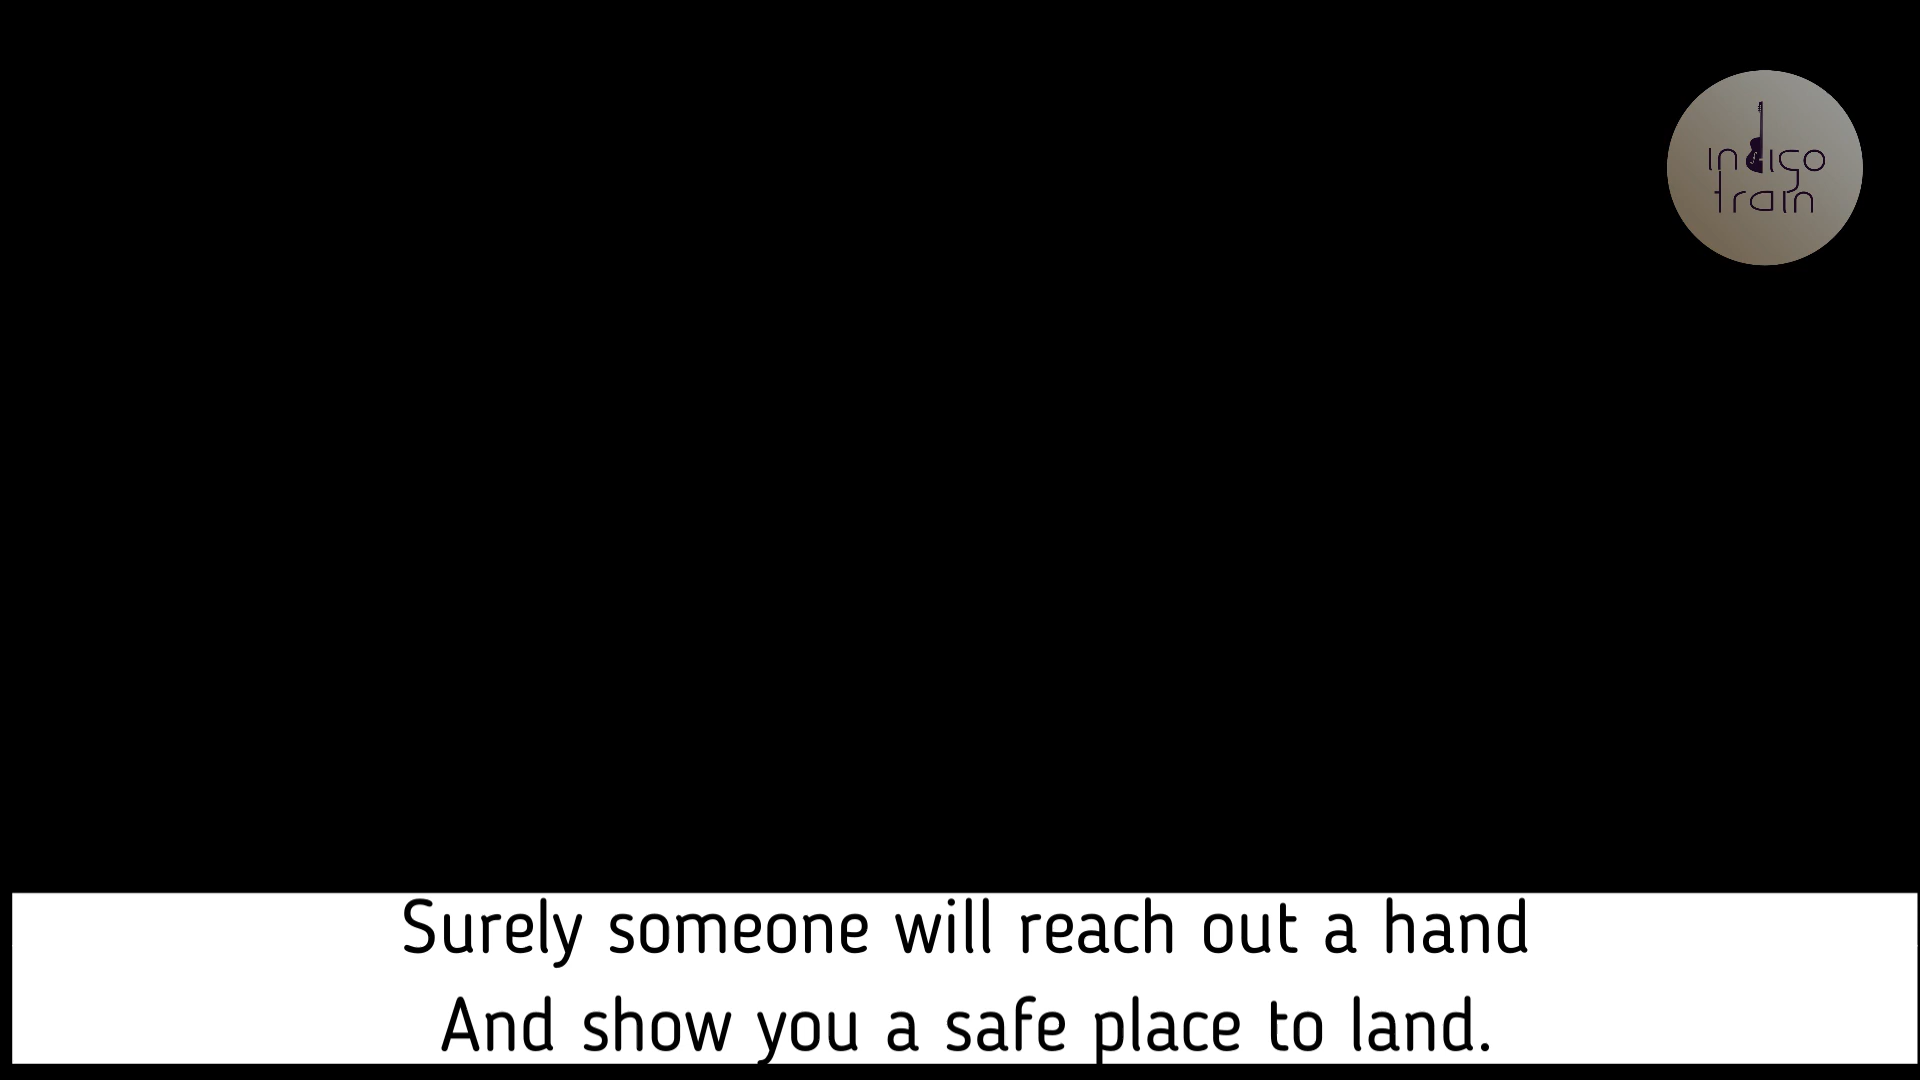 indigo
train
Surely someone will reach out a hand
And show you a safe place to land.